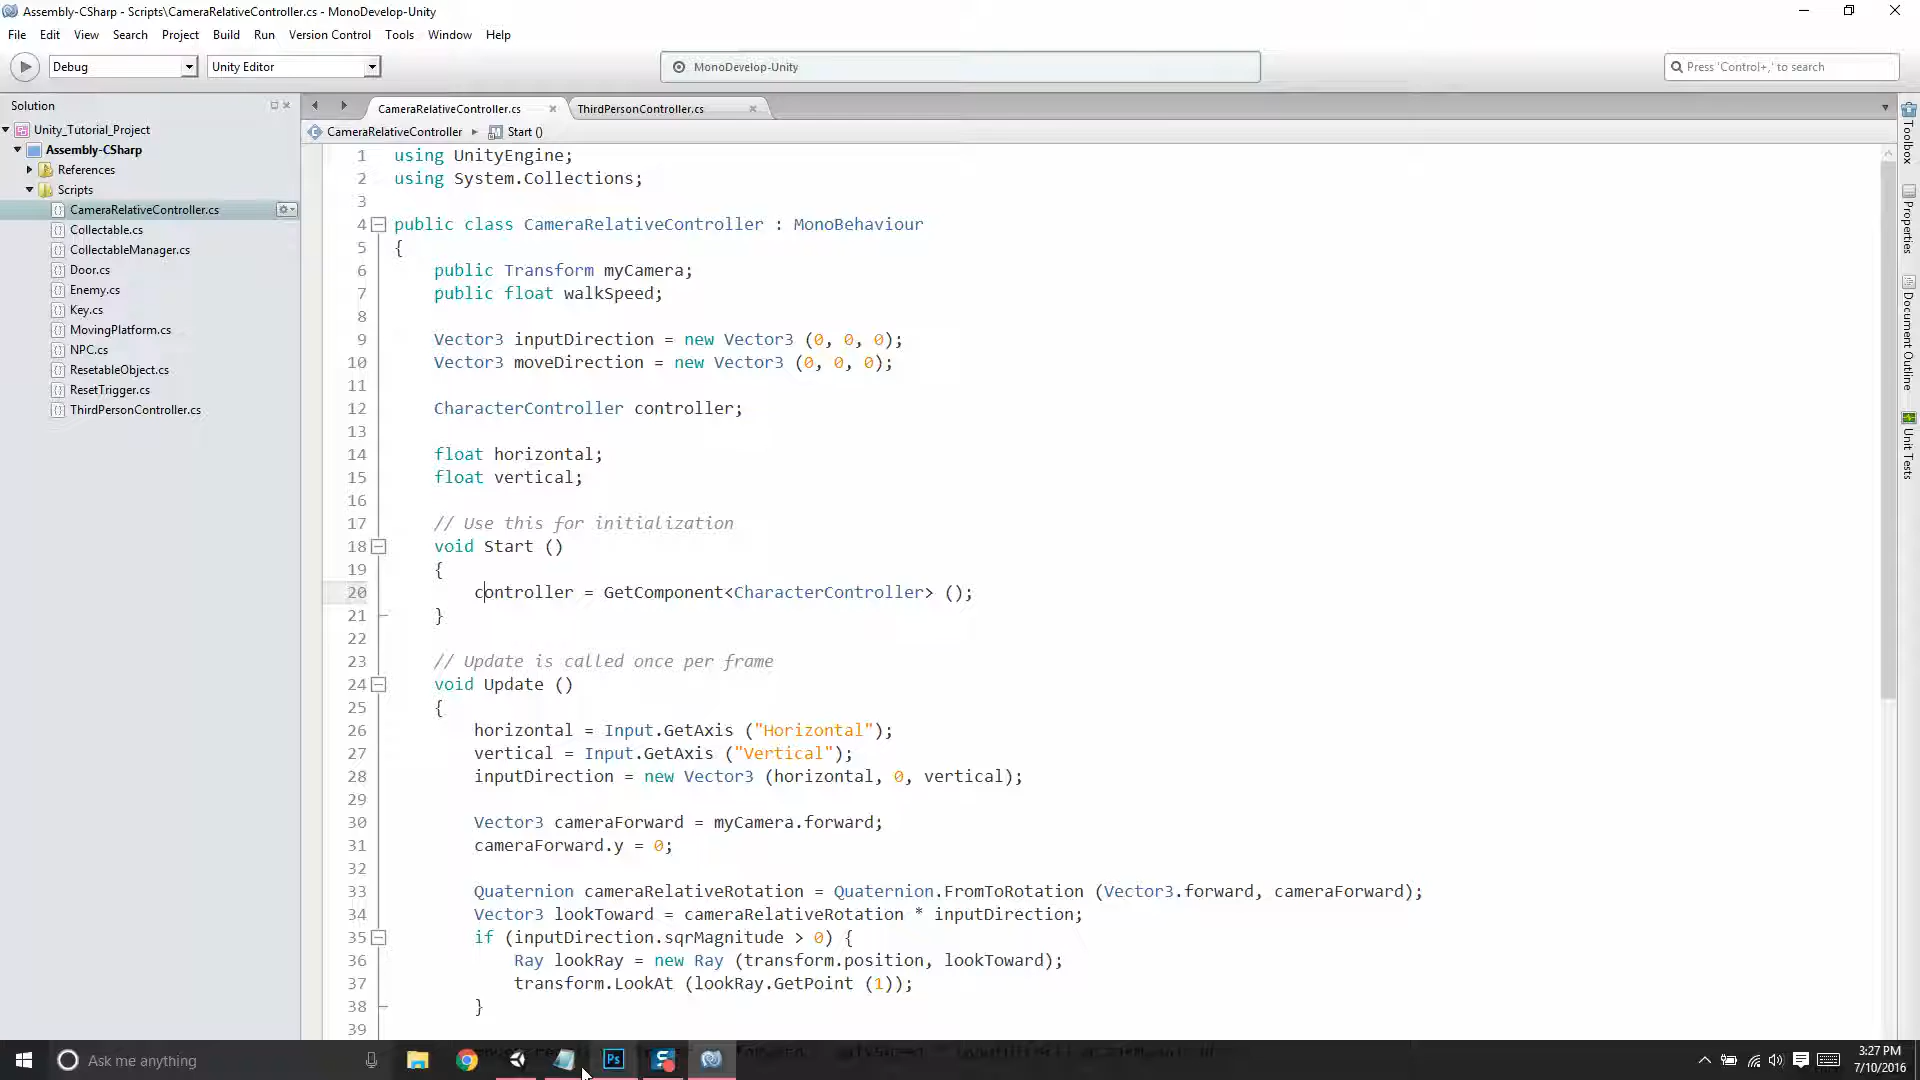 Assembly-CSharp - Scripts\CameraRelativeController.cs - MonoDevelop-Unity
File Edit View Search Project Build Run Version Control Tools Window Help
Debug Unity Editor MonoDevelop-Unity Press 'Control+,' to search
Solution
Unity_Tutorial_Project
Assembly-CSharp
References
Scripts
CameraRelativeController.cs
Collectable.cs
CollectableManager.cs
Door.cs
Enemy.cs
Key.cs
MovingPlatform.cs
NPC.cs
ResetableObject.cs
ResetTrigger.cs
ThirdPersonController.cs
CameraRelativeController.cs ThirdPersonController.cs
CameraRelativeController Start ()
1 using UnityEngine;
2 using System.Collections;
3
4 public class CameraRelativeController : MonoBehaviour
5 {
6 public Transform myCamera;
7 public float walkSpeed;
8
9 Vector3 inputDirection = new Vector3 (0, 0, 0);
10 Vector3 moveDirection = new Vector3 (0, 0, 0);
11
12 CharacterController controller;
13
14 float horizontal;
15 float vertical;
16
17 // Use this for initialization
18 void Start ()
19 {
20 controller = GetComponent<CharacterController> ();
21 }
22
23 // Update is called once per frame
24 void Update ()
25 {
26 horizontal = Input.GetAxis ("Horizontal");
27 vertical = Input.GetAxis ("Vertical");
28 inputDirection = new Vector3 (horizontal, 0, vertical);
29
30 Vector3 cameraForward = myCamera.forward;
31 cameraForward.y = 0;
32
33 Quaternion cameraRelativeRotation = Quaternion.FromToRotation (Vector3.forward, cameraForward);
34 Vector3 lookToward = cameraRelativeRotation * inputDirection;
35 if (inputDirection.sqrMagnitude > 0) {
36 Ray lookRay = new Ray (transform.position, lookToward);
37 transform.LookAt (lookRay.GetPoint (1));
38 }
39
Toolbox
Properties
Document Outline
Unit Tests
Ask me anything
Ps
3:27 PM
7/10/2016